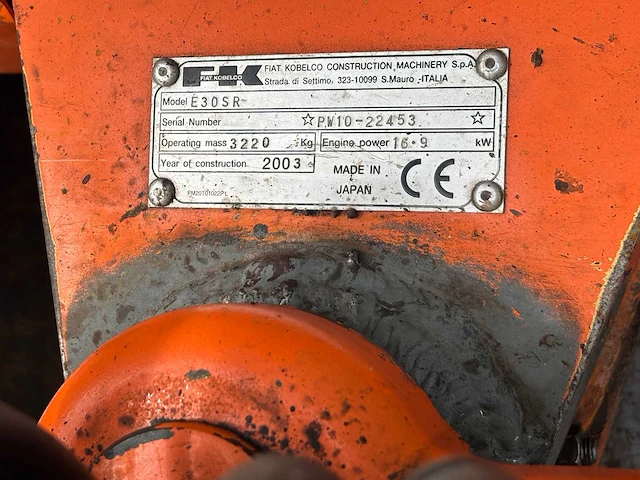 FIAT KOBELCO CONSTRUCTION MACHINERY S.p.A.
FK FIAT KOBELCO Strada di Settimo, 323-10099 S.Mauro -ITALIA
Model E30SR
Serial Number ☆PW10-22453 ☆
Operating mass 3220 Kg Engine power 16.9 kW
Year of construction 2003
MADE IN JAPAN CE